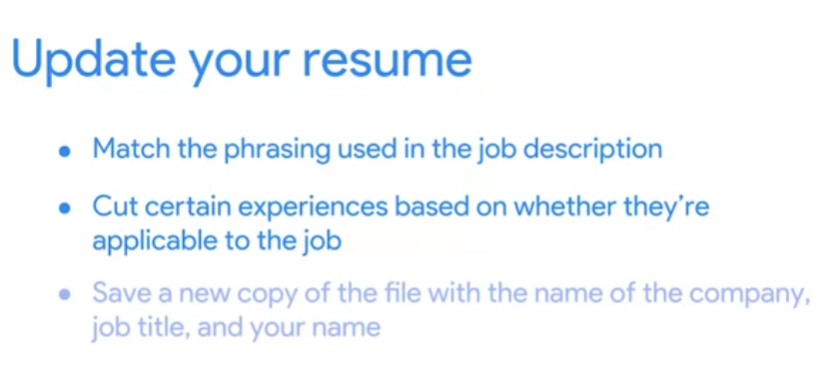 Update your resume
• Match the phrasing used in the job description
• Cut certain experiences based on whether they're
applicable to the job
• Save a new copy of the file with the name of the company,
job title, and your name